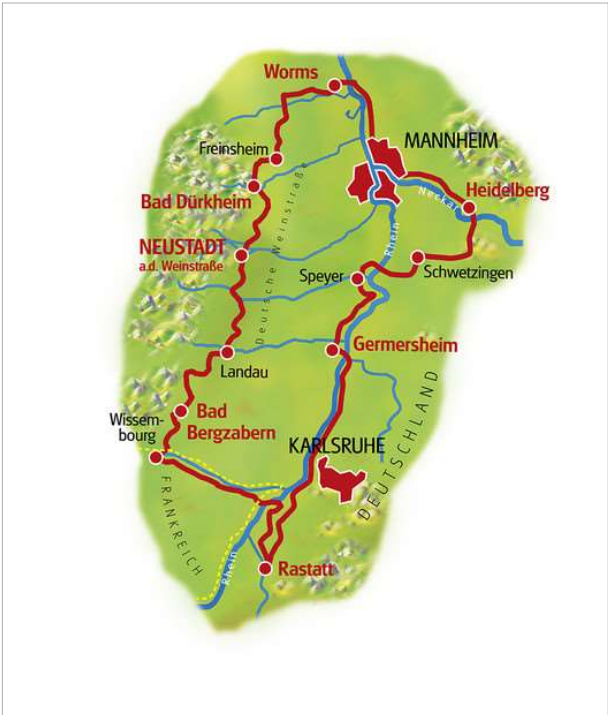 Worms
MANNHEIM
Freinsheim
Bad Dürkheim
Heidelberg
Neckar
Deutsche Weinstraße
NEUSTADT
a.d. Weinstraße
Rhein
Speyer
Schwetzingen
Germersheim
Landau
Bad
Bergzabern
Wissem-
bourg
KARLSRUHE
DEUTSCHLAND
FRANKREICH
Rhein
Rastatt